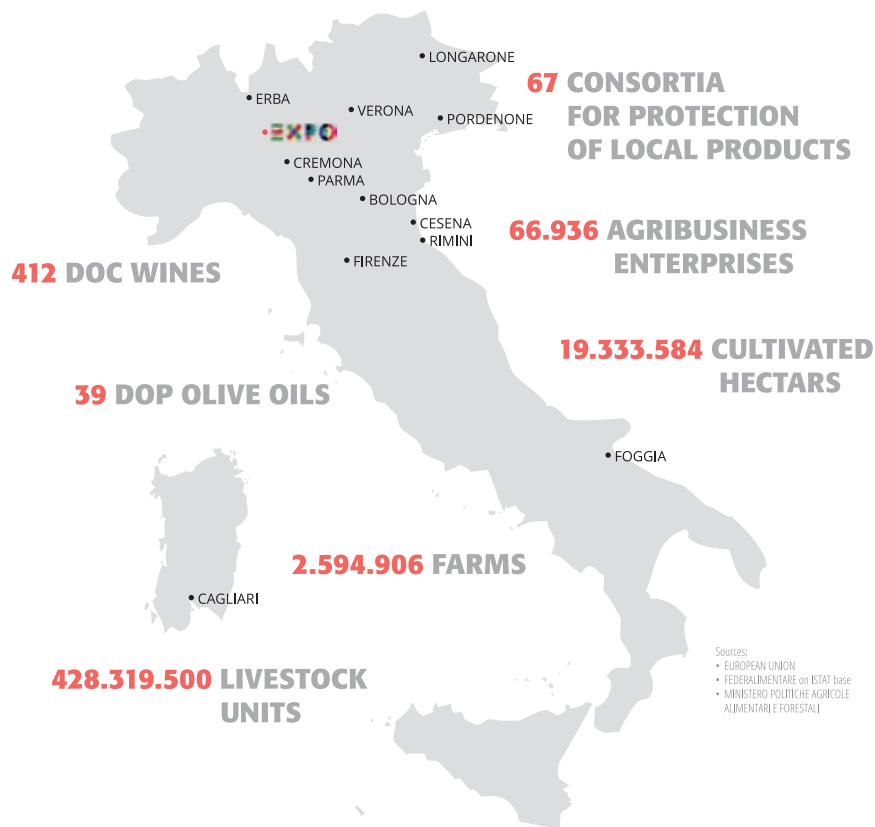 LONGARONE
67 CONSORTIA
FOR PROTECTION
OF LOCAL PRODUCTS
ERBA
VERONA
PORDENONE
EXPO
CREMONA
PARMA
BOLOGNA
CESENA
RIMINI
66.936 AGRIBUSINESS
ENTERPRISES
FIRENZE
412 DOC WINES
19.333.584 CULTIVATED
HECTARS
39 DOP OLIVE OILS
FOGGIA
2.594.906 FARMS
CAGLIARI
428.319.500 LIVESTOCK
UNITS
Sources:
• EUROPEAN UNION
• FEDERALIMENTARE on ISTAT base
• MINISTERO POLITICHE AGRICOLE
ALIMENTARI E FORESTALI